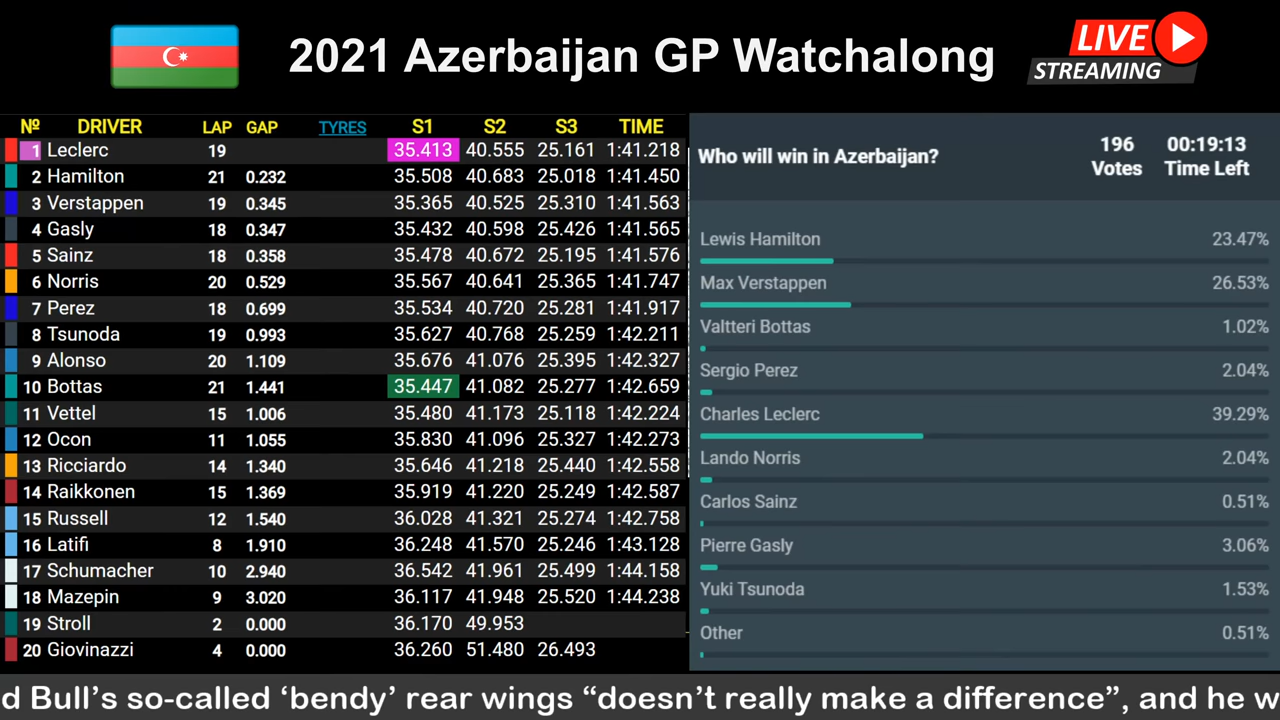 2021 Azerbaijan GP Watchalong
LIVE
STREAMING
Nº DRIVER LAP GAP TYRES S1 S2 S3 TIME
1 Leclerc 19 35.413 40.555 25.161 1:41.218
2 Hamilton 21 0.232 35.508 40.683 25.018 1:41.450
3 Verstappen 19 0.345 35.365 40.525 25.310 1:41.563
4 Gasly 18 0.347 35.432 40.598 25.426 1:41.565
5 Sainz 18 0.358 35.478 40.672 25.195 1:41.576
6 Norris 20 0.529 35.567 40.641 25.365 1:41.747
7 Perez 18 0.699 35.534 40.720 25.281 1:41.917
8 Tsunoda 19 0.993 35.627 40.768 25.259 1:42.211
9 Alonso 20 1.109 35.676 41.076 25.395 1:42.327
10 Bottas 21 1.441 35.447 41.082 25.277 1:42.659
11 Vettel 15 1.006 35.480 41.173 25.118 1:42.224
12 Ocon 11 1.055 35.830 41.096 25.327 1:42.273
13 Ricciardo 14 1.340 35.646 41.218 25.440 1:42.558
14 Raikkonen 15 1.369 35.919 41.220 25.249 1:42.587
15 Russell 12 1.540 36.028 41.321 25.274 1:42.758
16 Latifi 8 1.910 36.248 41.570 25.246 1:43.128
17 Schumacher 10 2.940 36.542 41.961 25.499 1:44.158
18 Mazepin 9 3.020 36.117 41.948 25.520 1:44.238
19 Stroll 2 0.000 36.170 49.953
20 Giovinazzi 4 0.000 36.260 51.480 26.493
Who will win in Azerbaijan?
196 00:19:13
Votes Time Left
Lewis Hamilton 23.47%
Max Verstappen 26.53%
Valtteri Bottas 1.02%
Sergio Perez 2.04%
Charles Leclerc 39.29%
Lando Norris 2.04%
Carlos Sainz 0.51%
Pierre Gasly 3.06%
Yuki Tsunoda 1.53%
Other 0.51%
d Bull’s so-called ‘bendy’ rear wings “doesn’t really make a difference”, and he w